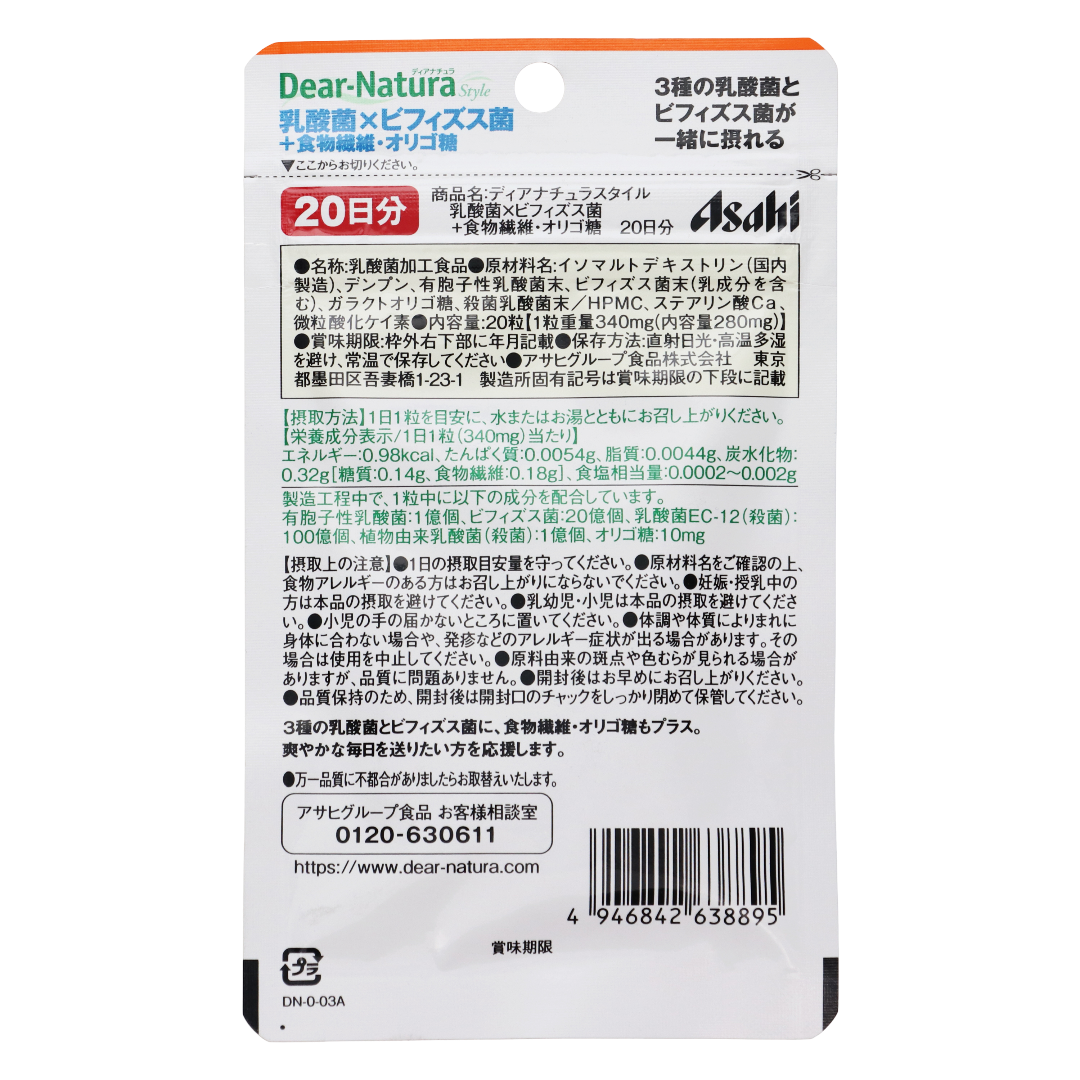 ディアナチュラ
Dear-Natura Style
乳酸菌×ビフィズス菌
+食物繊維・オリゴ糖
▼ここからお切りください。
3種の乳酸菌と
ビフィズス菌が
一緒に摂れる
20日分
商品名:ディアナチュラスタイル
乳酸菌×ビフィズス菌
+食物繊維・オリゴ糖 20日分
Asahi
●名称:乳酸菌加工食品●原材料名:イソマルトデキストリン(国内
製造)、デンプン、有胞子性乳酸菌末、ビフィズス菌末(乳成分を含
む)、ガラクトオリゴ糖、殺菌乳酸菌末/HPMC、ステアリン酸Ca、
微粒酸化ケイ素●内容量:20粒【1粒重量340mg(内容量280mg)】
●賞味期限:枠外右下部に年月記載●保存方法:直射日光・高温多湿
を避け、常温で保存してください●アサヒグループ食品株式会社 東京
都墨田区吾妻橋1-23-1 製造所固有記号は賞味期限の下段に記載
【摂取方法】1日1粒を目安に、水またはお湯とともにお召し上がりください。
【栄養成分表示/1日1粒(340mg)当たり】
エネルギー:0.98kcal、たんぱく質:0.0054g、脂質:0.0044g、炭水化物:
0.32g[糖質:0.14g、食物繊維:0.18g]、食塩相当量:0.0002~0.002g
製造工程中で、1粒中に以下の成分を配合しています。
有胞子性乳酸菌:1億個、ビフィズス菌:20億個、乳酸菌EC-12(殺菌):
100億個、植物由来乳酸菌(殺菌):1億個、オリゴ糖:10mg
【摂取上の注意】●1日の摂取目安量を守ってください。●原材料名をご確認の上、
食物アレルギーのある方はお召し上がりにならないでください。●妊娠・授乳中の
方は本品の摂取を避けてください。●乳幼児・小児は本品の摂取を避けてくださ
い。●小児の手の届かないところに置いてください。●体調や体質によりまれに
身体に合わない場合や、発疹などのアレルギー症状が出る場合があります。その
場合は使用を中止してください。●原料由来の斑点や色むらが見られる場合が
ありますが、品質に問題ありません。●開封後はお早めにお召し上がりください。
●品質保持のため、開封後は開封口のチャックをしっかり閉めて保管してください。
3種の乳酸菌とビフィズス菌に、食物繊維・オリゴ糖もプラス。
爽やかな毎日を送りたい方を応援します。
●万一品質に不都合がありましたらお取替えいたします。
アサヒグループ食品 お客様相談室
0120-630611
https://www.dear-natura.com
4 946842 638895
賞味期限
プラ
DN-0-03A